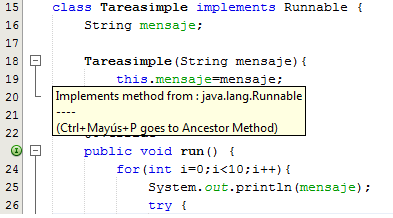 15 class Tareasimple implements Runnable {
16 String mensaje;
17
18 Tareasimple(String mensaje){
19 this.mensaje=mensaje;
20
Implements method from : java.lang.Runnable
----
(Ctrl+Mayús+P goes to Ancestor Method)
22
public void run() {
24 for(int i=0;i<10;i++){
25 System.out.println(mensaje);
26 try {